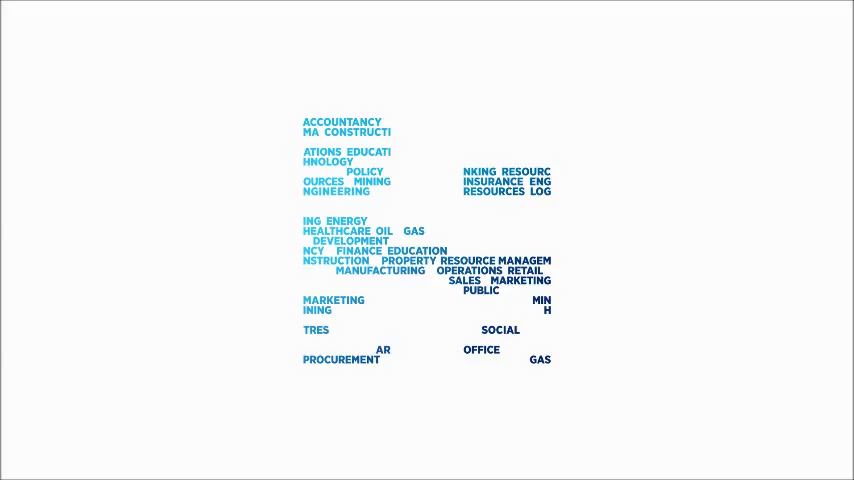 ACCOUNTANCY
MA CONSTRUCTI
ATIONS EDUCATI
HNOLOGY
POLICY NKING RESOURC
OURCES MINING INSURANCE ENG
NGINEERING RESOURCES LOG
ING ENERGY
HEALTHCARE OIL GAS
DEVELOPMENT
NCY FINANCE EDUCATION
NSTRUCTION PROPERTY RESOURCE MANAGEM
MANUFACTURING OPERATIONS RETAIL
SALES MARKETING
PUBLIC
MARKETING MIN
INING H
TRES SOCIAL
AR OFFICE
PROCUREMENT GAS